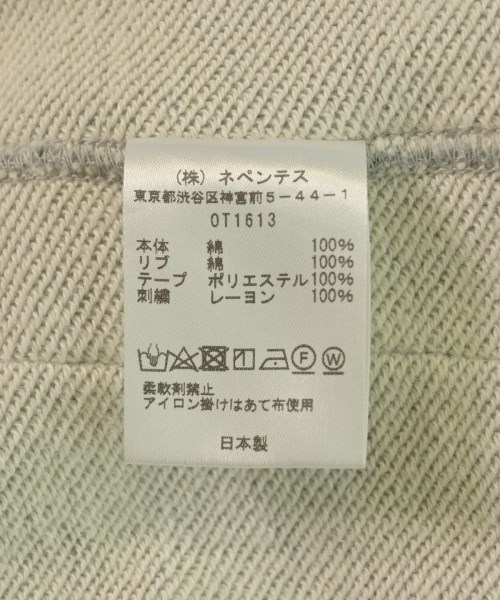 (株) ネペンテス
東京都渋谷区神宮前5-44-1
OT1613
本体 綿 100%
リブ 綿 100%
テープ ポリエステル 100%
刺繍 レーヨン 100%
F W
柔軟剤禁止
アイロン掛けはあて布使用
日本製